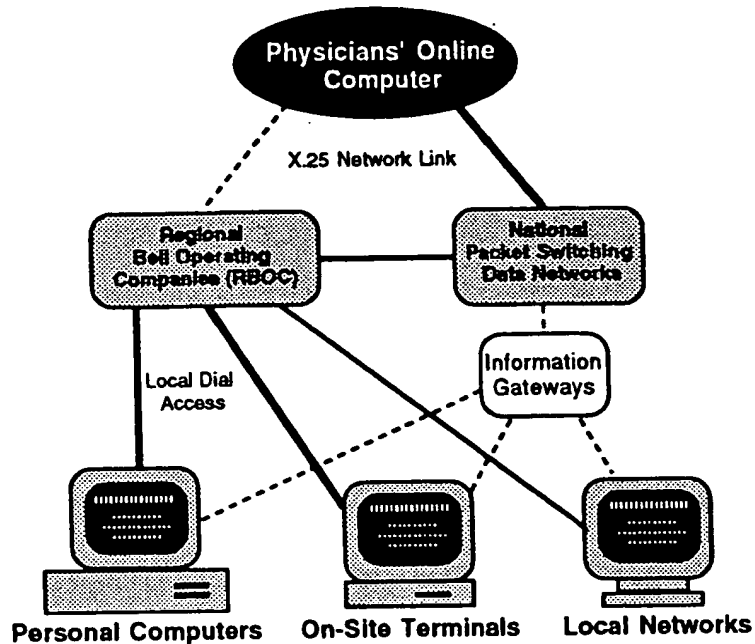 Physicians' Online
Computer
X.25 Network Link
Regional
Bell Operating
Companies (RBOC)
National
Packet Switching
Data Networks
Information
Gateways
Local Dial
Access
Personal Computers
On-Site Terminals
Local Networks